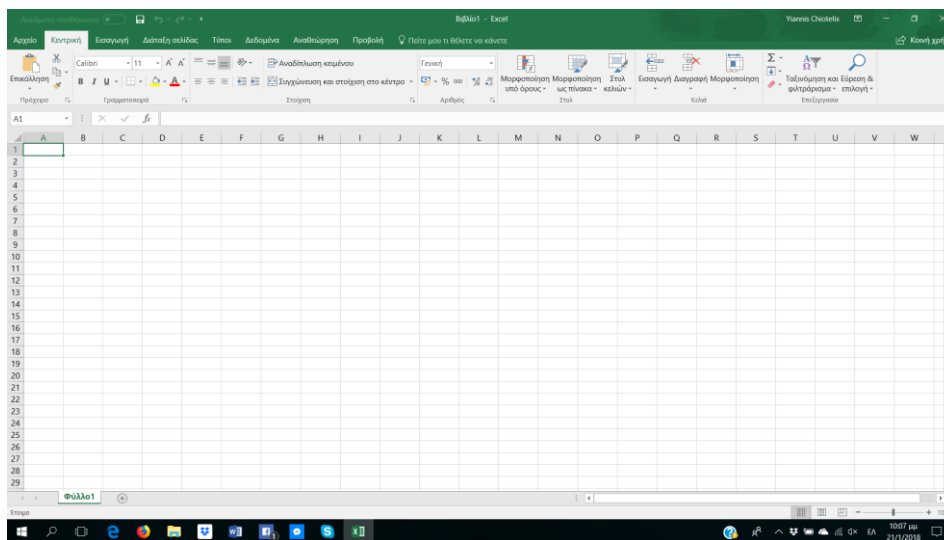 Αυτόματη αποθήκευση
Βιβλίο1 - Excel
Yiannis Chiotelis
Αρχείο Κεντρική Εισαγωγή Διάταξη σελίδας Τύποι Δεδομένα Αναθεώρηση Προβολή Πείτε μου τι θέλετε να κάνετε Κοινή
Επικόλληση
Calibri 11
B I U
Αναδίπλωση κειμένου
Συγχώνευση και στοίχιση στο κέντρο
Γενική
% 000
Μορφοποίηση υπό όρους
Μορφοποίηση ως πίνακα
Στυλ κελιών
Εισαγωγή Διαγραφή Μορφοποίηση
Ταξινόμηση και φιλτράρισμα
Εύρεση & επιλογή
Πρόχειρο Γραμματοσειρά Στοίχιση Αριθμός Στυλ Κελιά Επεξεργασία
A1 fx
A B C D E F G H I J K L M N O P Q R S T U V W
1
2
3
4
5
6
7
8
9
10
11
12
13
14
15
16
17
18
19
20
21
22
23
24
25
26
27
28
29
Φύλλο1
Έτοιμο
ΕΛ
10:07 μμ
21/1/2018